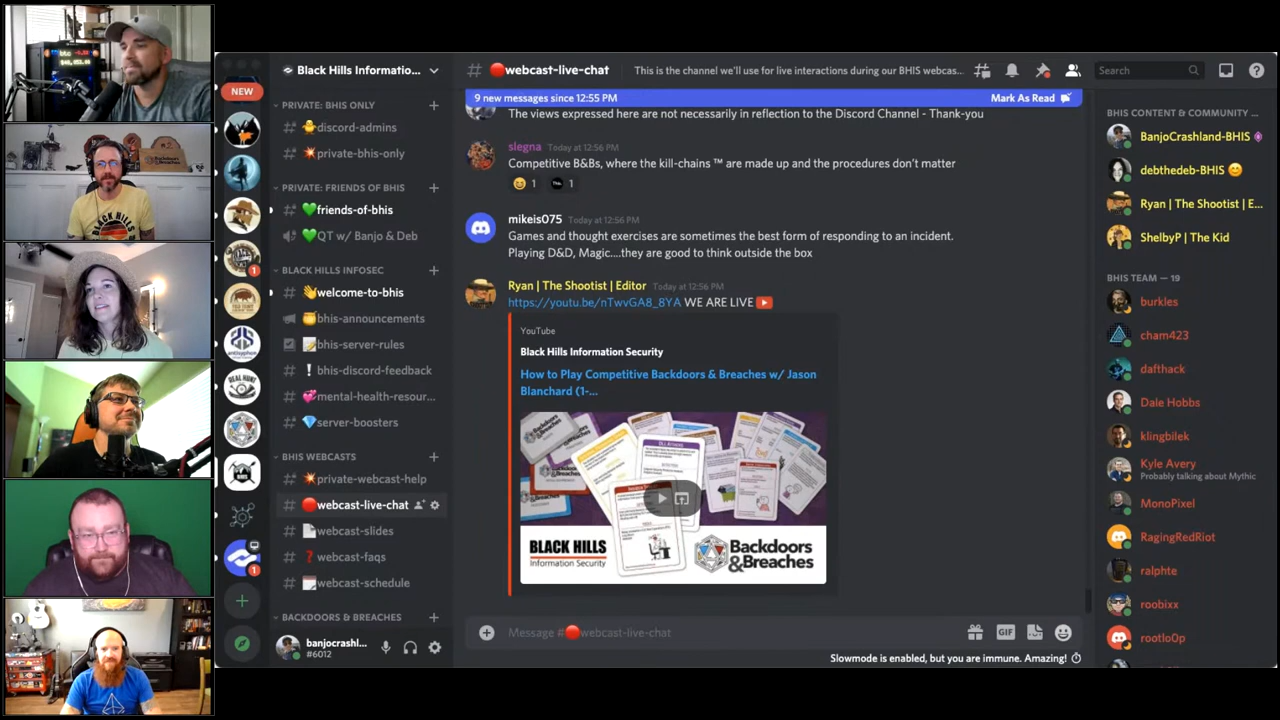 BLACK HILLS
NEW
Black Hills Informatio...
PRIVATE: BHIS ONLY
discord-admins
private-bhis-only
PRIVATE: FRIENDS OF BHIS
friends-of-bhis
QT w/ Banjo & Deb
BLACK HILLS INFOSEC
welcome-to-bhis
bhis-announcements
bhis-server-rules
bhis-discord-feedback
mental-health-resour...
server-boosters
BHIS WEBCASTS
private-webcast-help
webcast-live-chat
webcast-slides
webcast-faqs
webcast-schedule
BACKDOORS & BREACHES
banjocrashl...
#6012
webcast-live-chat
This is the channel we'll use for live interactions during our BHIS webcas...
Search
9 new messages since 12:55 PM
Mark As Read
The views expressed here are not necessarily in reflection to the Discord Channel - Thank-you
slegna Today at 12:56 PM
Competitive B&Bs, where the kill-chains ™ are made up and the procedures don't matter
1 1
mikeis075 Today at 12:56 PM
Games and thought exercises are sometimes the best form of responding to an incident.
Playing D&D, Magic....they are good to think outside the box
Ryan | The Shootist | Editor Today at 12:56 PM
https://youtu.be/nTwvGA8_8YA WE ARE LIVE
YouTube
Black Hills Information Security
How to Play Competitive Backdoors & Breaches w/ Jason
Blanchard (1-...
BLACK HILLS
Information Security
Backdoors
&Breaches
Message #webcast-live-chat
GIF
Slowmode is enabled, but you are immune. Amazing!
BHIS CONTENT & COMMUNITY ...
BanjoCrashland-BHIS
debthedeb-BHIS
Ryan | The Shootist | E...
ShelbyP | The Kid
BHIS TEAM — 19
burkles
cham423
dafthack
Dale Hobbs
klingbilek
Kyle Avery
Probably talking about Mythic
MonoPixel
RagingRedRiot
ralphte
roobixx
rootlo0p